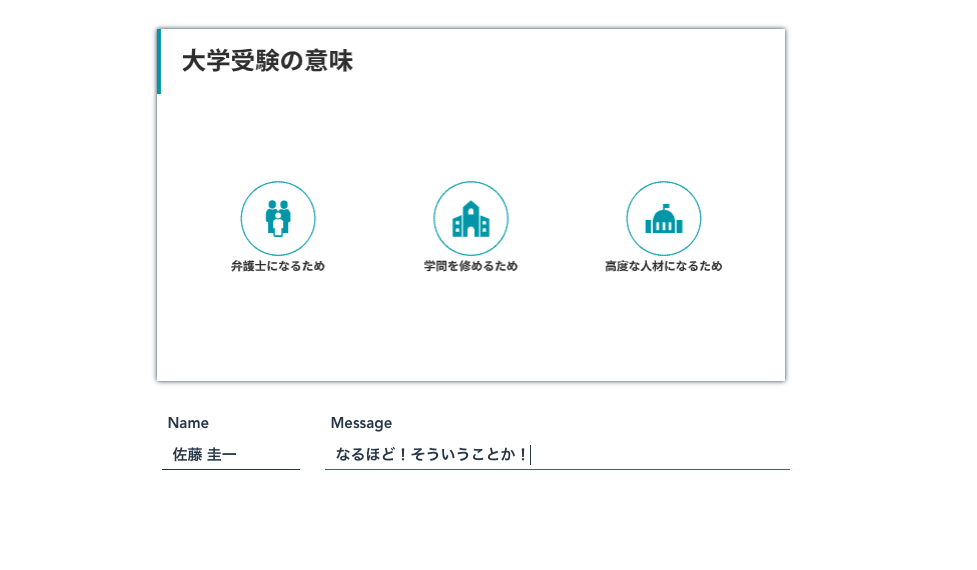 大学受験の意味
弁護士になるため
学問を修めるため
高度な人材になるため
Name
Message
佐藤 圭一
なるほど！そういうことか！